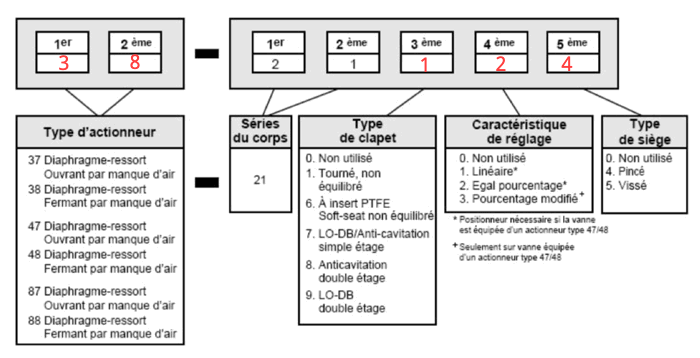 1er 2 ème 1er 2 ème 3 ème 4 ème 5 ème
3 8 2 1 1 2 4
Type d'actionneur
37 Diaphragme-ressort
Ouvrant par manque d'air
38 Diaphragme-ressort
Fermant par manque d'air
47 Diaphragme-ressort
Ouvrant par manque d'air
48 Diaphragme-ressort
Fermant par manque d'air
87 Diaphragme-ressort
Ouvrant par manque d'air
88 Diaphragme-ressort
Fermant par manque d'air
Séries
du corps
21
Type
de clapet
0. Non utilisé
1. Tourné, non
équilibré
6. À insert PTFE
Soft-seat non équilibré
7. LO-DB/Anti-cavitation
simple étage
8. Anticavitation
double étage
9. LO-DB
double étage
Caractéristique
de réglage
0. Non utilisé
1. Linéaire*
2. Egal pourcentage*
3. Pourcentage modifié+
* Positionneur nécessaire si la vanne
est équipée d'un actionneur type 47/48
+ Seulement sur vanne équipée
d'un actionneur type 47/48
Type
de siège
0. Non utilisé
4. Pincé
5. Vissé